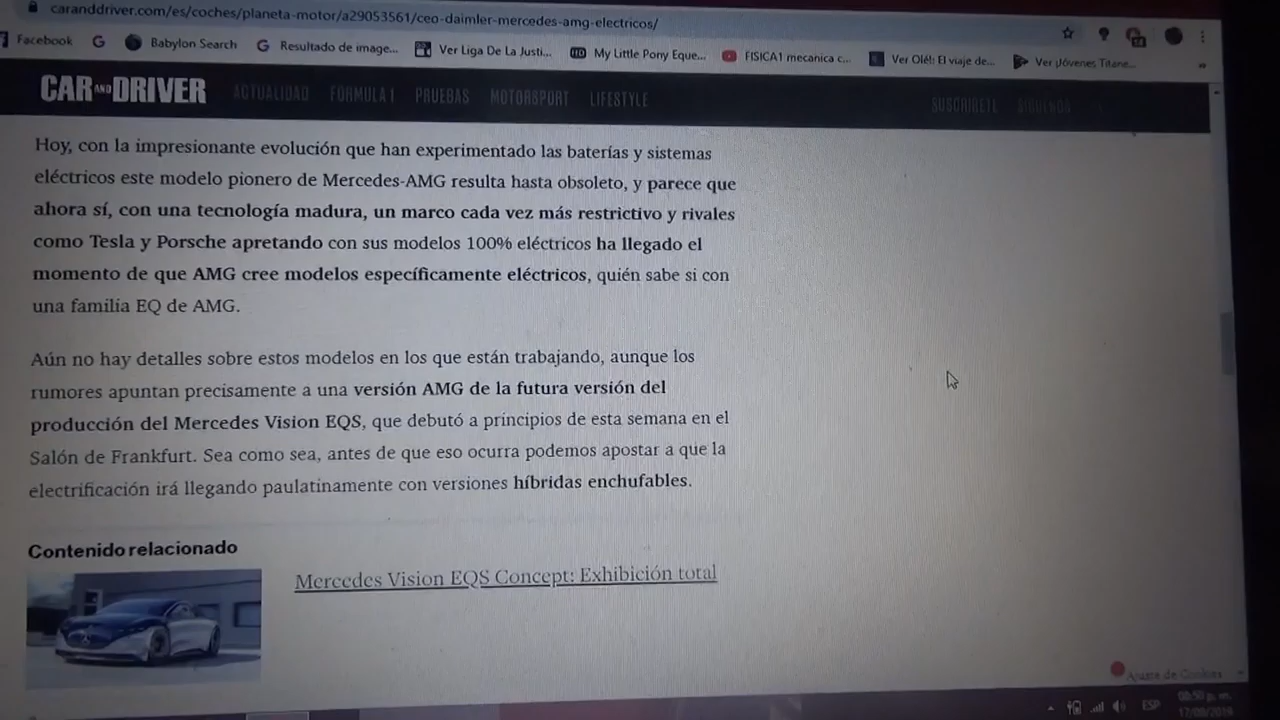 caranddriver.com/es/coches/planeta-motor/a29053561/ceo-daimler-mercedes-amg-electricos/
Facebook Babylon Search Resultado de image... Ver Liga De La Justi... My Little Pony Eque... FISICA1 mecanica c... Ver Olé!: El viaje de... Ver ¡Jóvenes Titane... »
CAR AND DRIVER ACTUALIDAD FÓRMULA 1 PRUEBAS MOTORSPORT LIFESTYLE SUSCRÍBETE SÍGUENOS
Hoy, con la impresionante evolución que han experimentado las baterías y sistemas
eléctricos este modelo pionero de Mercedes-AMG resulta hasta obsoleto, y parece que
ahora sí, con una tecnología madura, un marco cada vez más restrictivo y rivales
como Tesla y Porsche apretando con sus modelos 100% eléctricos ha llegado el
momento de que AMG cree modelos específicamente eléctricos, quién sabe si con
una familia EQ de AMG.
Aún no hay detalles sobre estos modelos en los que están trabajando, aunque los
rumores apuntan precisamente a una versión AMG de la futura versión del
producción del Mercedes Vision EQS, que debutó a principios de esta semana en el
Salón de Frankfurt. Sea como sea, antes de que eso ocurra podemos apostar a que la
electrificación irá llegando paulatinamente con versiones híbridas enchufables.
Contenido relacionado
Mercedes Vision EQS Concept: Exhibición total
Ajuste de Cookies
ESP
08:50 p. m.
17/09/2019